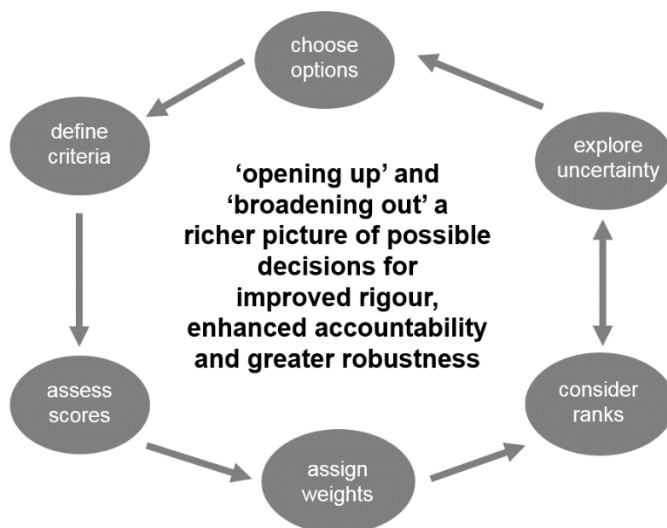 choose
options
define
criteria
explore
uncertainty
‘opening up’ and
‘broadening out’ a
richer picture of possible
decisions for
improved rigour,
enhanced accountability
and greater robustness
assess
scores
consider
ranks
assign
weights